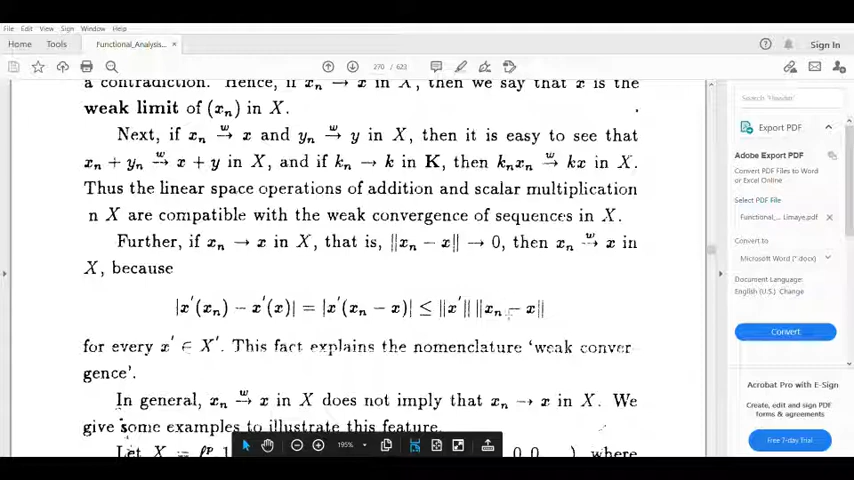 File Edit View Sign Window Help
Home Tools Functional_Analysis... × Sign In
270 / 623
a contradiction. Hence, if xₙ → x in X, then we say that x is the
weak limit of (xₙ) in X.
Next, if xₙ →ʷ x and yₙ →ʷ y in X, then it is easy to see that
xₙ + yₙ →ʷ x + y in X, and if kₙ → k in K, then kₙxₙ →ʷ kx in X.
Thus the linear space operations of addition and scalar multiplication
n X are compatible with the weak convergence of sequences in X.
Further, if xₙ → x in X, that is, ‖xₙ − x‖ → 0, then xₙ →ʷ x in
X, because
|x′(xₙ) − x′(x)| = |x′(xₙ − x)| ≤ ‖x′‖ ‖xₙ − x‖
for every x′ ∈ X′. This fact explains the nomenclature 'weak conver-
gence'.
In general, xₙ →ʷ x in X does not imply that xₙ → x in X. We
give some examples to illustrate this feature.
Let X = ℓᵖ, 1 0, 0, where
195%
Export PDF
Adobe Export PDF
Convert PDF Files to Word
or Excel Online
Select PDF File
Functional_... Limaye.pdf ×
Convert to
Microsoft Word (*.docx)
Document Language:
English (U.S.) Change
Convert
Acrobat Pro with E-Sign
Create, edit and sign PDF
forms & agreements
Free 7-day Trial